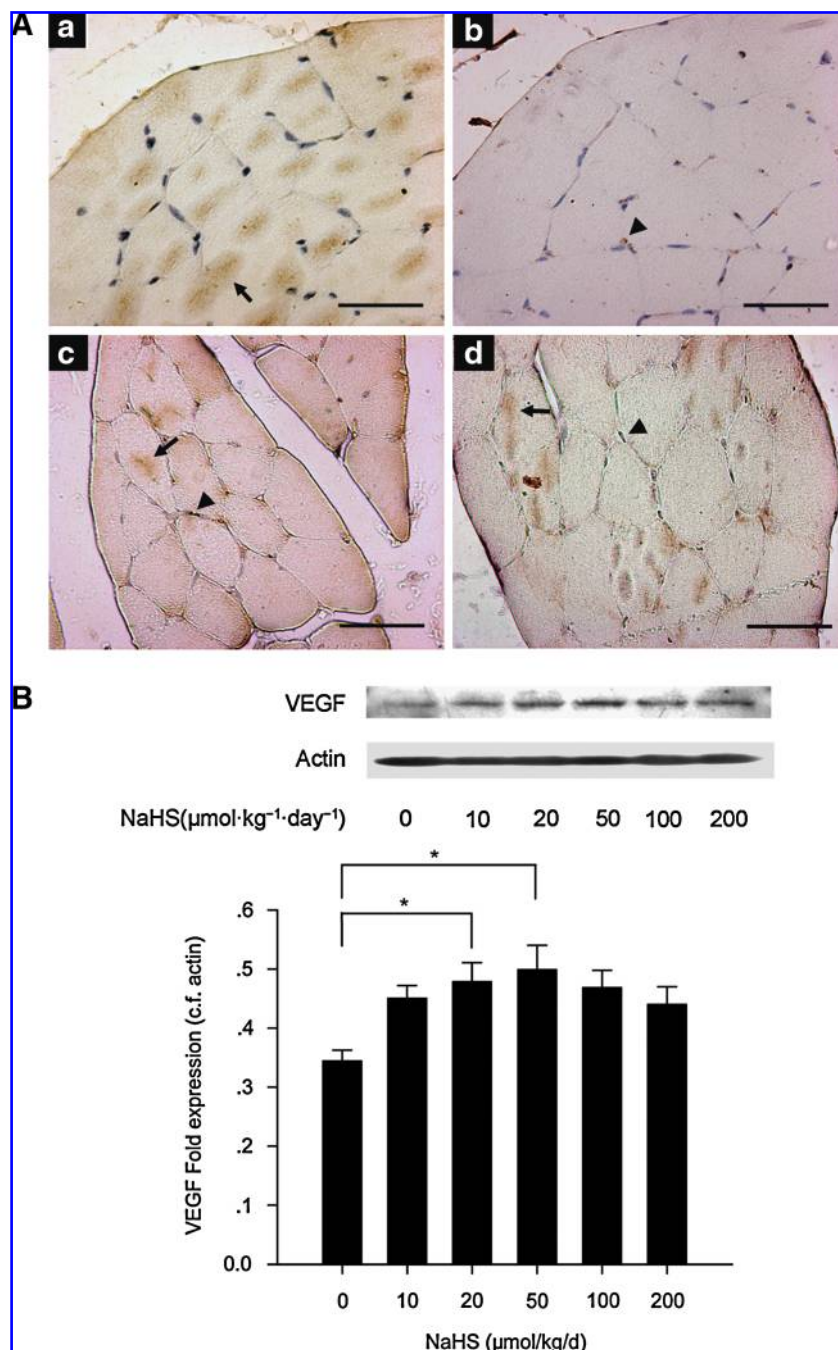 A
a
b
c
d
B
VEGF
Actin
NaHS(µmol·kg⁻¹·day⁻¹) 0 10 20 50 100 200
*
*
VEGF Fold expression (c.f. actin)
.6
.5
.4
.3
.2
.1
0.0
0 10 20 50 100 200
NaHS (µmol/kg/d)